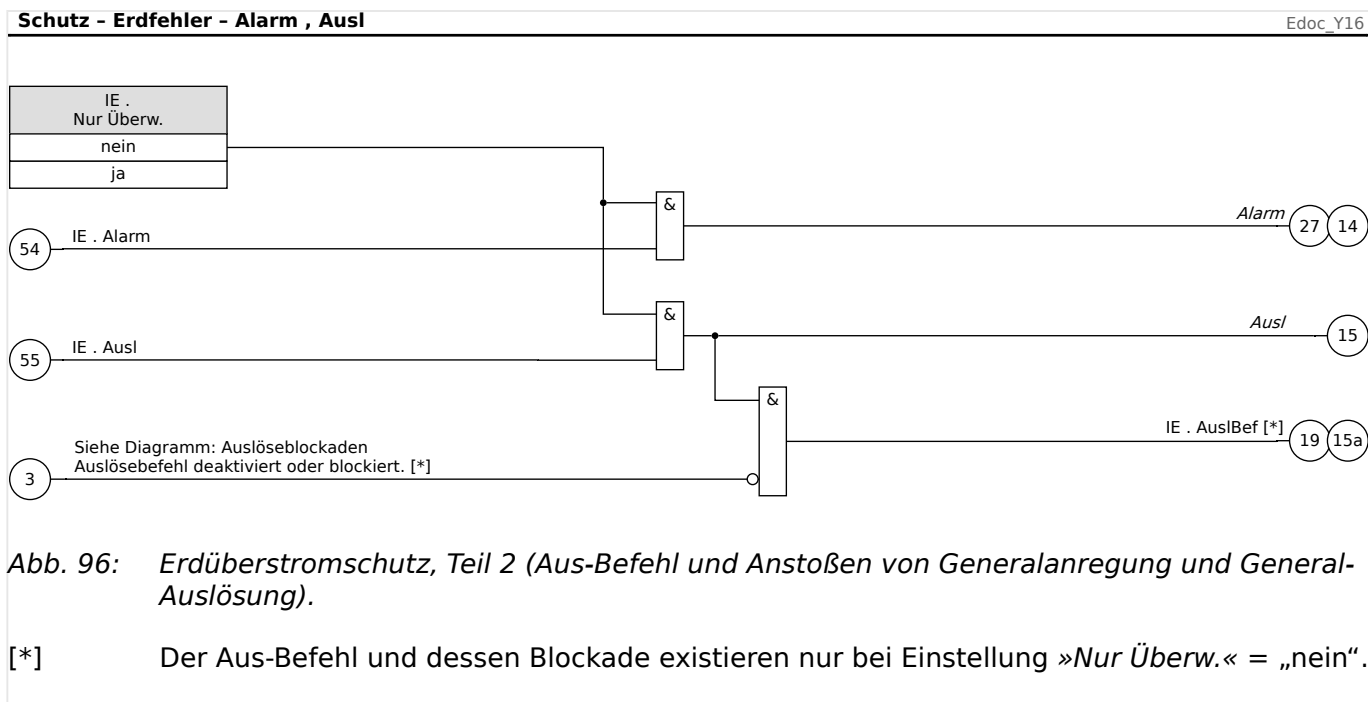 Schutz – Erdfehler – Alarm , Ausl
Edoc_Y16
IE .
Nur Überw.
nein
ja
&
Alarm
27
14
54
IE . Alarm
&
Ausl
15
55
IE . Ausl
&
IE . AuslBef [*]
19
15a
Siehe Diagramm: Auslöseblockaden
Auslösebefehl deaktiviert oder blockiert. [*]
3
Abb. 96: Erdüberstromschutz, Teil 2 (Aus-Befehl und Anstoßen von Generalanregung und General-
Auslösung).
[*] Der Aus-Befehl und dessen Blockade existieren nur bei Einstellung »Nur Überw.« = „nein“.